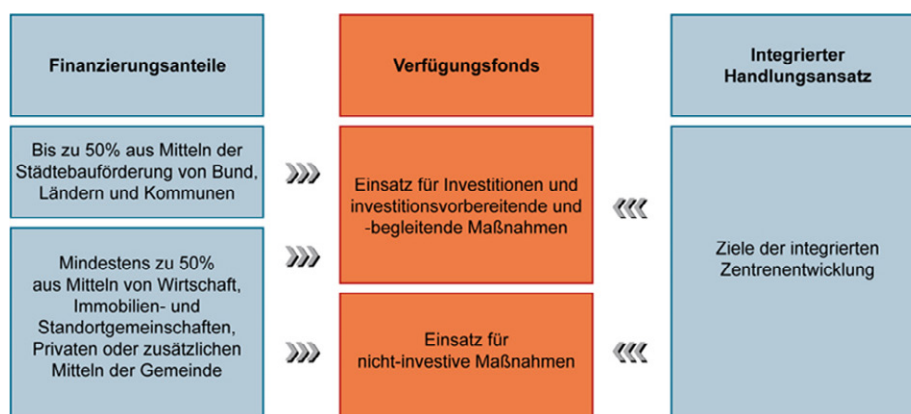 Finanzierungsanteile
Verfügungsfonds
Integrierter
Handlungsansatz
Bis zu 50% aus Mitteln der
Städtebauförderung von Bund,
Ländern und Kommunen
Mindestens zu 50%
aus Mitteln von Wirtschaft,
Immobilien- und
Standortgemeinschaften,
Privaten oder zusätzlichen
Mitteln der Gemeinde
Einsatz für Investitionen und
investitionsvorbereitende und
-begleitende Maßnahmen
Einsatz für
nicht-investive Maßnahmen
Ziele der integrierten
Zentrenentwicklung